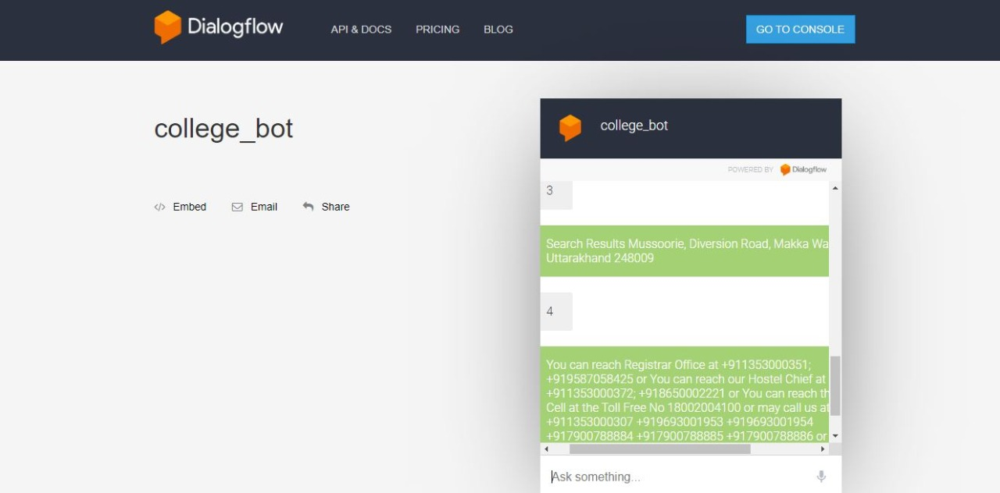 Dialogflow
API & DOCS PRICING BLOG
GO TO CONSOLE
college_bot
</> Embed Email Share
college_bot
POWERED BY Dialogflow
3
Search Results Mussoorie, Diversion Road, Makka Wa
Uttarakhand 248009
4
You can reach Registrar Office at +911353000351;
+919587058425 or You can reach our Hostel Chief at
+911353000372; +918650002221 or You can reach th
Cell at the Toll Free No 18002004100 or may call us at
+911353000307 +919693001953 +919693001954
+917900788884 +917900788885 +917900788886 or
Ask something...